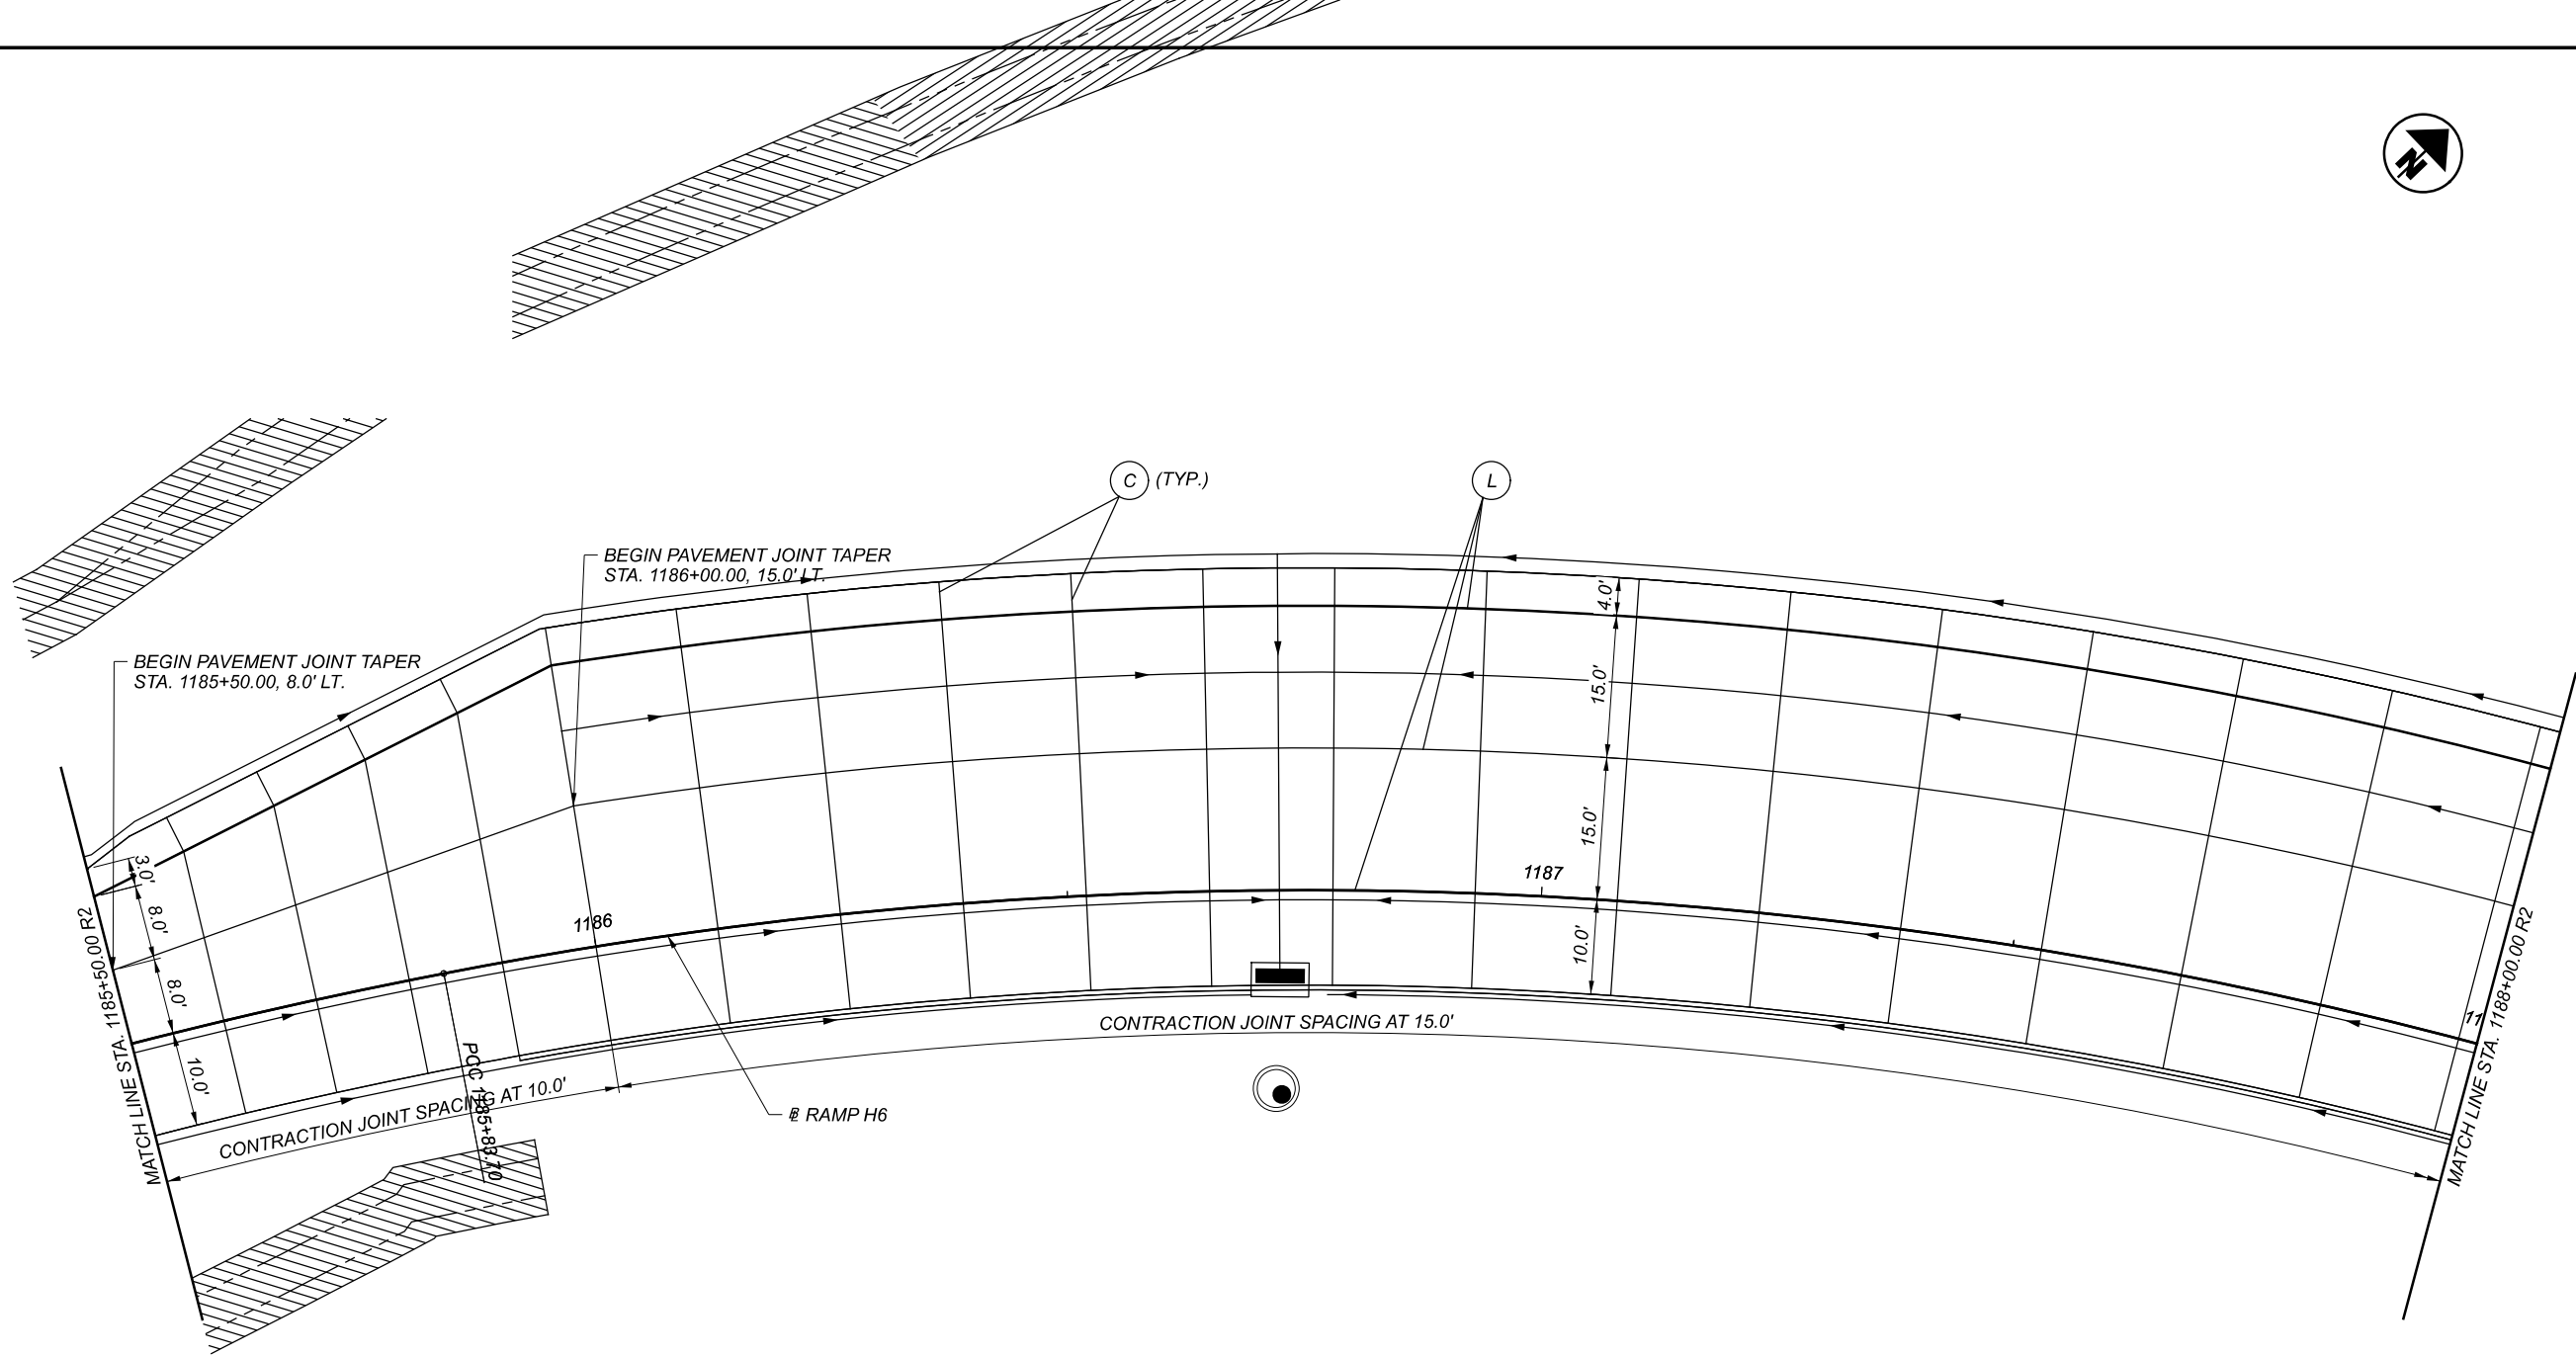 N
C (TYP.)
L
BEGIN PAVEMENT JOINT TAPER
STA. 1186+00.00, 15.0' LT.
4.0'
BEGIN PAVEMENT JOINT TAPER
STA. 1185+50.00, 8.0' LT.
15.0'
15.0'
3.0'
8.0'
8.0'
10.0'
1186
1187
10.0'
11
MATCH LINE STA. 1185+50.00 R2
MATCH LINE STA. 1188+00.00 R2
CONTRACTION JOINT SPACING AT 15.0'
CONTRACTION JOINT SPACING AT 10.0'
PCC 1185+83.70
RAMP H6